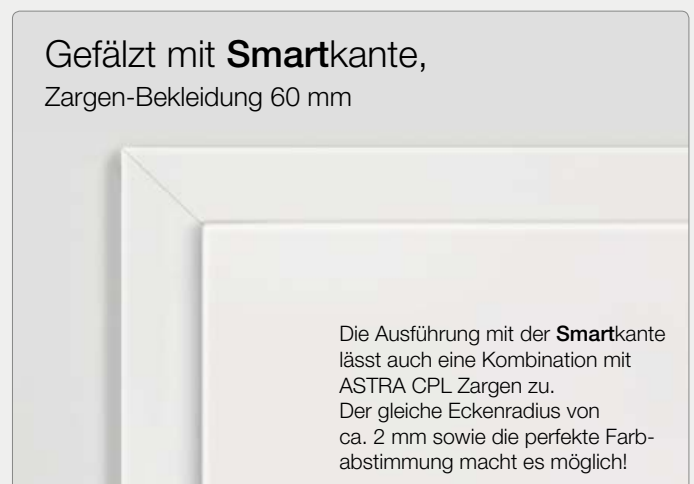 Gefälzt mit Smartkante,
Zargen-Bekleidung 60 mm
Die Ausführung mit der Smartkante
lässt auch eine Kombination mit
ASTRA CPL Zargen zu.
Der gleiche Eckenradius von
ca. 2 mm sowie die perfekte Farb-
abstimmung macht es möglich!